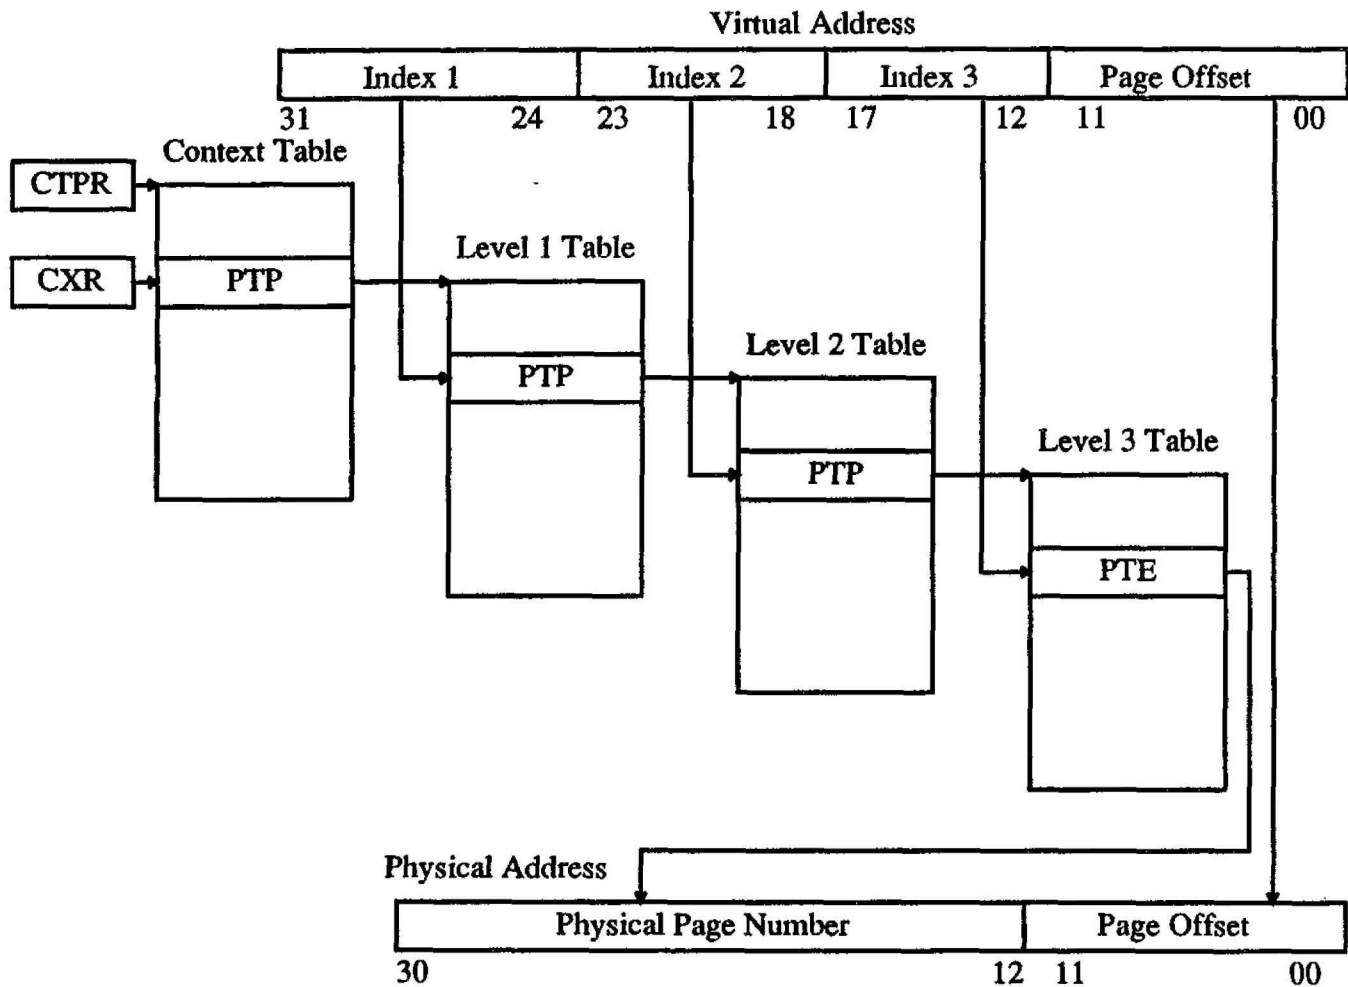 Virtual Address
Index 1 Index 2 Index 3 Page Offset
31 24 23 18 17 12 11 00
Context Table
CTPR
Level 1 Table
CXR PTP
Level 2 Table
PTP
Level 3 Table
PTP
PTE
Physical Address
Physical Page Number Page Offset
30 12 11 00